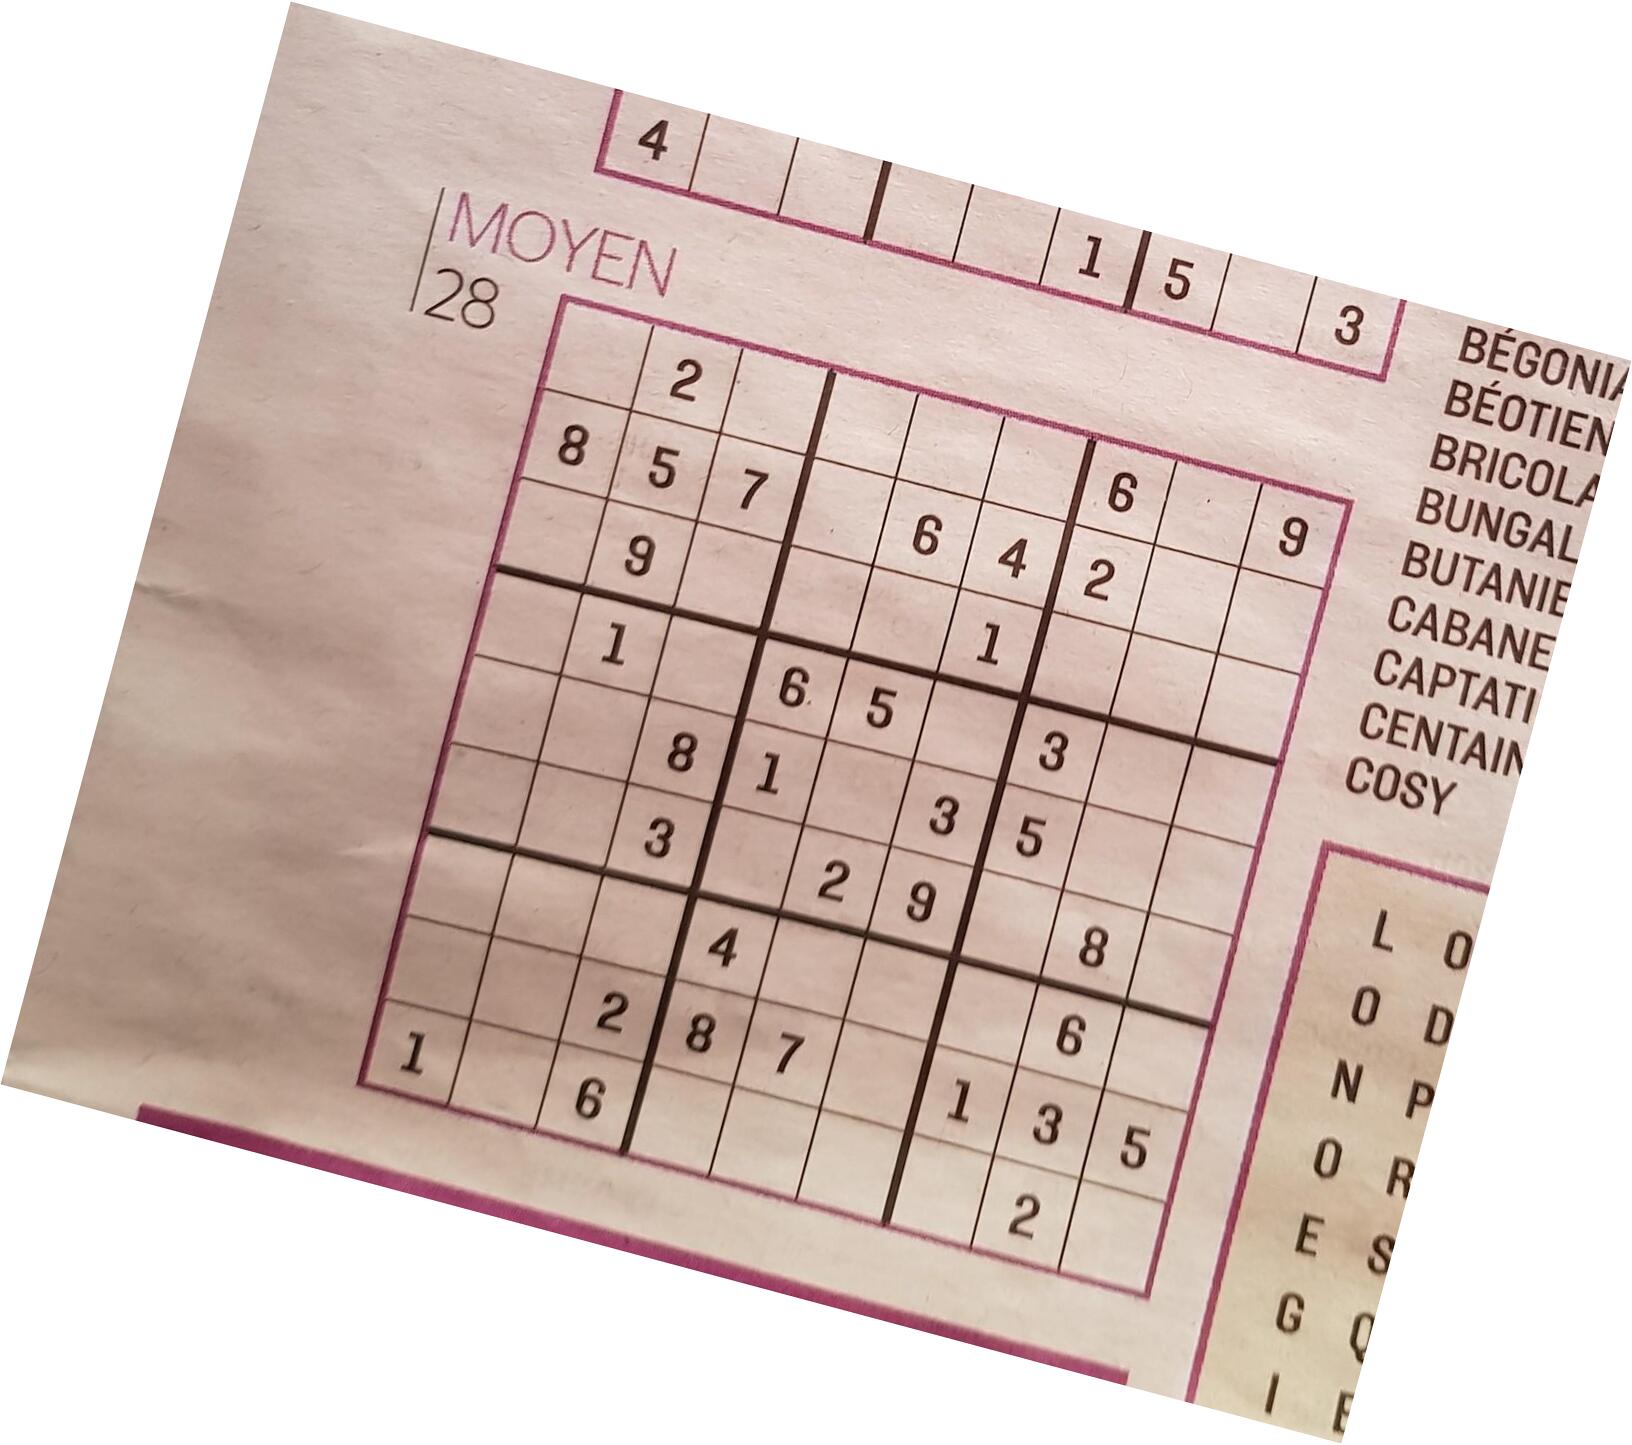 4 1 5 3
MOYEN
28
2 6 9
8 5 7 6 4 2
9 1
1 6 5 3
8 1 3 5
3 2 9 8
4 6
2 8 7 1 3 5
1 6 2
BÉGONIA
BÉOTIEN
BRICOLA
BUNGAL
BUTANIE
CABANE
CAPTATI
CENTAIN
COSY
L O
O D
N P
O R
E S
G Q
I